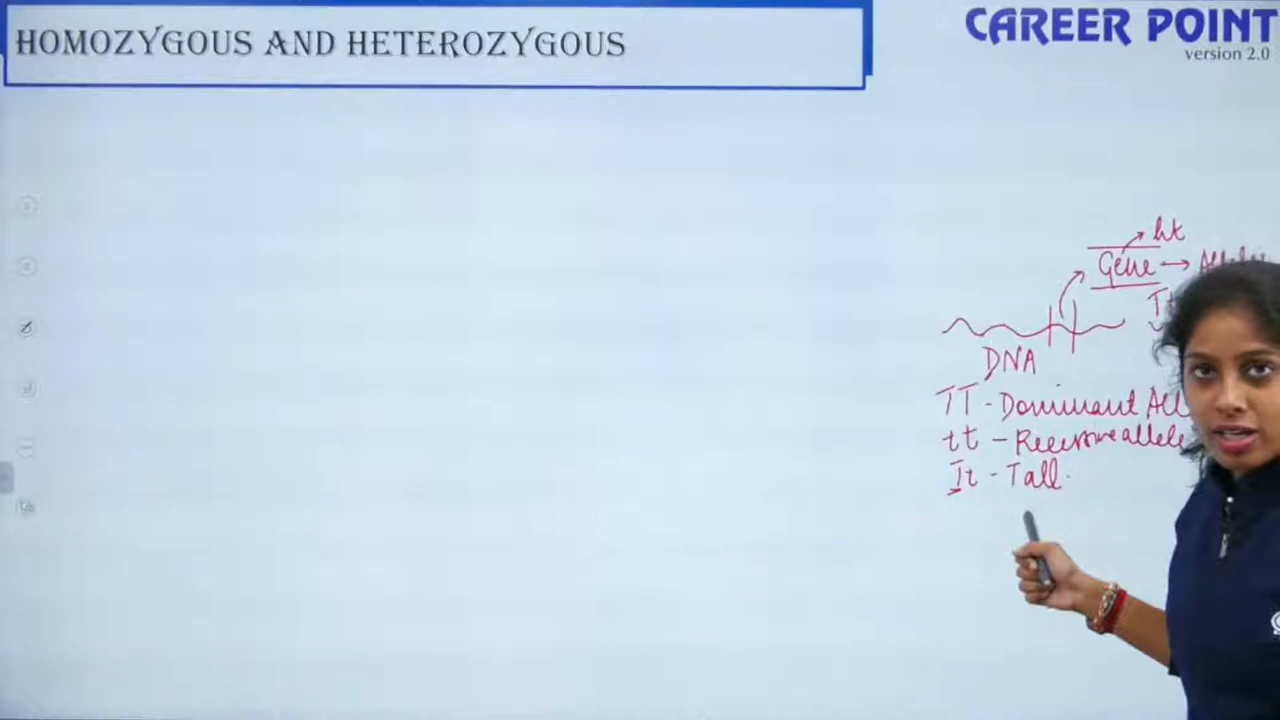 HOMOZYGOUS AND HETEROZYGOUS
CAREER POINT
version 2.0
ht
Gene →
DNA
TT - Dominant All
tt - Recessive allele
Tt - Tall